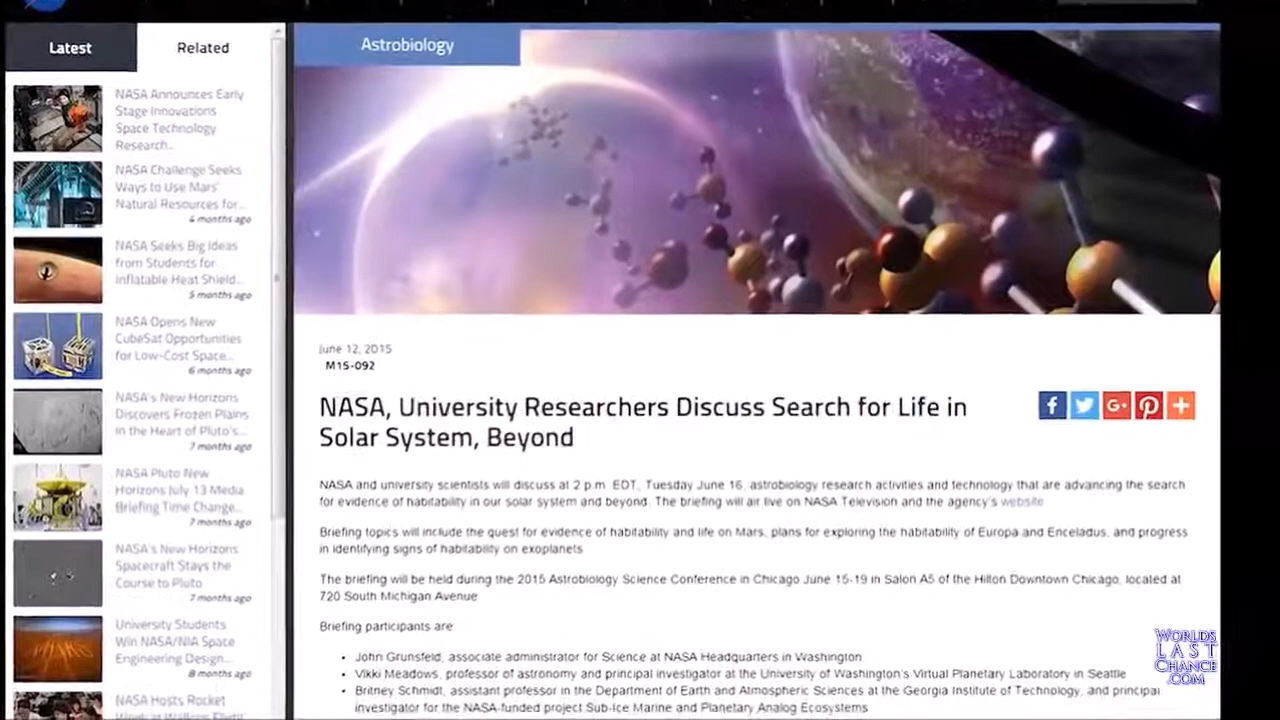 Latest
Related
NASA Announces Early
Stage Innovations
Space Technology
Research...
NASA Challenge Seeks
Ways to Use Mars'
Natural Resources for...
4 months ago
NASA Seeks Big Ideas
from Students for
Inflatable Heat Shield...
5 months ago
NASA Opens New
CubeSat Opportunities
for Low-Cost Space...
6 months ago
NASA's New Horizons
Discovers Frozen Plains
in the Heart of Pluto's...
7 months ago
NASA Pluto New
Horizons July 13 Media
Briefing Time Change...
7 months ago
NASA's New Horizons
Spacecraft Stays the
Course to Pluto
7 months ago
University Students
Win NASA/NIA Space
Engineering Design...
8 months ago
NASA Hosts Rocket
Astrobiology
June 12, 2015
M15-092
NASA, University Researchers Discuss Search for Life in
Solar System, Beyond
NASA and university scientists will discuss at 2 p.m. EDT, Tuesday June 16, astrobiology research activities and technology that are advancing the search
for evidence of habitability in our solar system and beyond. The briefing will air live on NASA Television and the agency's website
Briefing topics will include the quest for evidence of habitability and life on Mars, plans for exploring the habitability of Europa and Enceladus, and progress
in identifying signs of habitability on exoplanets
The briefing will be held during the 2015 Astrobiology Science Conference in Chicago June 15-19 in Salon A5 of the Hilton Downtown Chicago, located at
720 South Michigan Avenue
Briefing participants are
• John Grunsfeld, associate administrator for Science at NASA Headquarters in Washington
• Vikki Meadows, professor of astronomy and principal investigator at the University of Washington's Virtual Planetary Laboratory in Seattle
• Britney Schmidt, assistant professor in the Department of Earth and Atmospheric Sciences at the Georgia Institute of Technology, and principal
investigator for the NASA-funded project Sub-Ice Marine and Planetary Analog Ecosystems
WORLDS
LAST
CHANCE
.COM